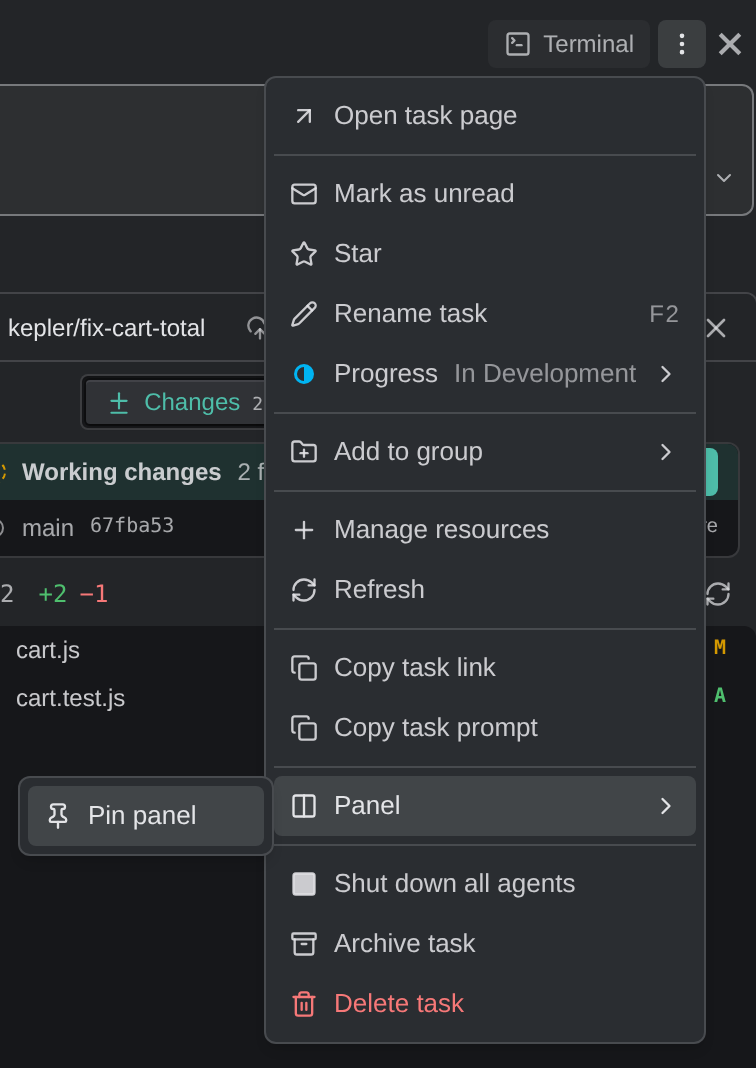 Terminal
Open task page
Mark as unread
Star
Rename task F2
Progress In Development
Add to group
Manage resources
Refresh
Copy task link
Copy task prompt
Panel
Pin panel
Shut down all agents
Archive task
Delete task
kepler/fix-cart-total
Changes 2
Working changes 2 f
main 67fba53 re
2 +2 −1
cart.js M
cart.test.js A